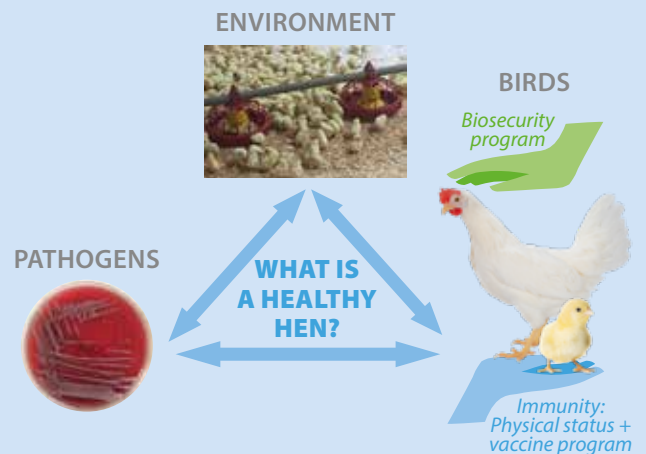 ENVIRONMENT
BIRDS
Biosecurity
program
PATHOGENS
WHAT IS
A HEALTHY
HEN?
Immunity:
Physical status +
vaccine program